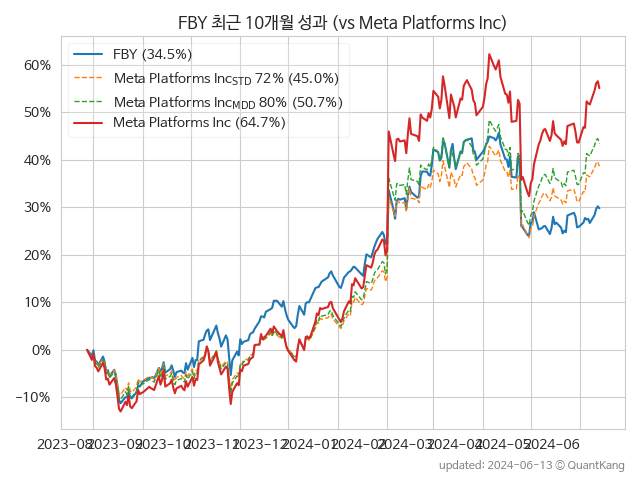 FBY 최근 10개월 성과 (vs Meta Platforms Inc)
FBY (34.5%)
Meta Platforms IncSTD 72% (45.0%)
Meta Platforms IncMDD 80% (50.7%)
Meta Platforms Inc (64.7%)
60%
50%
40%
30%
20%
10%
0%
−10%
2023-08 2023-09 2023-10 2023-11 2023-12 2024-01 2024-02 2024-03 2024-04 2024-05 2024-06
updated: 2024-06-13 ⓒ QuantKang